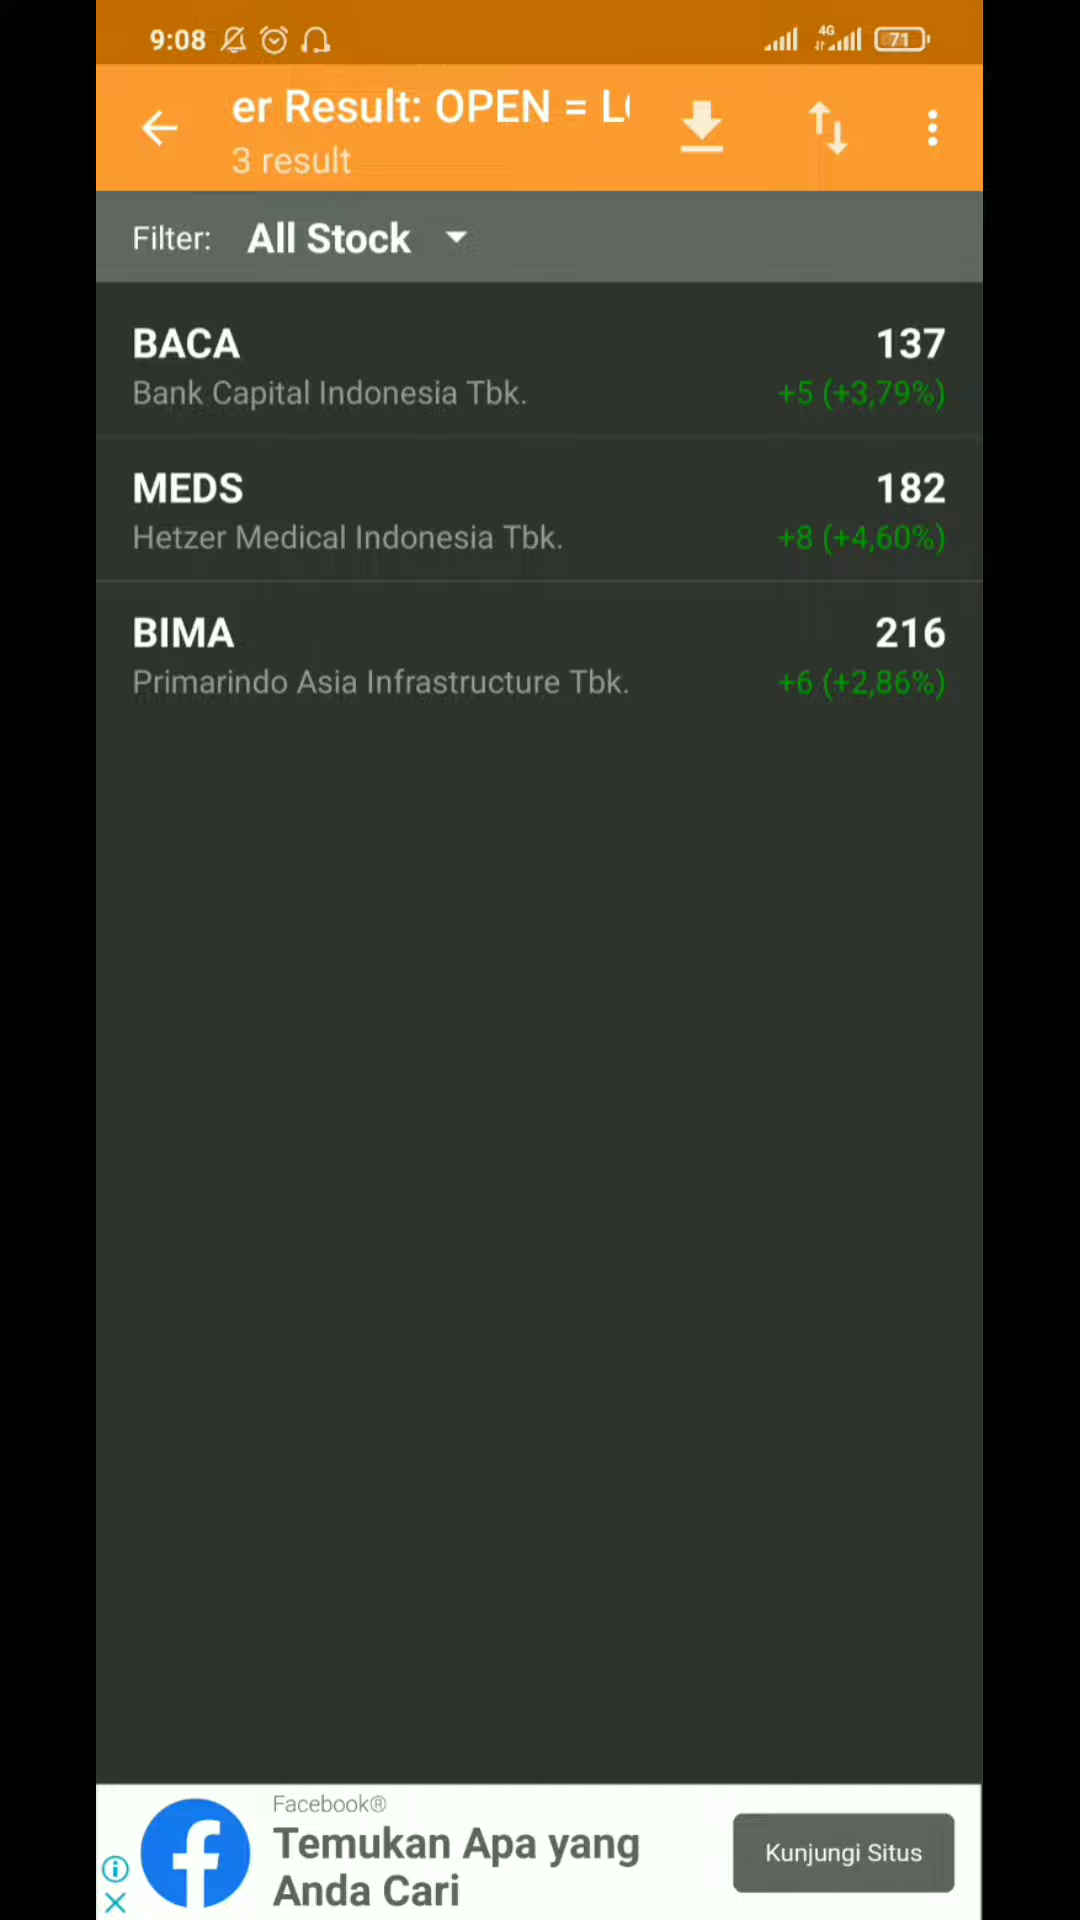 9:08
4G
71
er Result: OPEN = L
3 result
Filter: All Stock
BACA
137
Bank Capital Indonesia Tbk.
+5 (+3,79%)
MEDS
182
Hetzer Medical Indonesia Tbk.
+8 (+4,60%)
BIMA
216
Primarindo Asia Infrastructure Tbk.
+6 (+2,86%)
Facebook®
Temukan Apa yang
Anda Cari
Kunjungi Situs